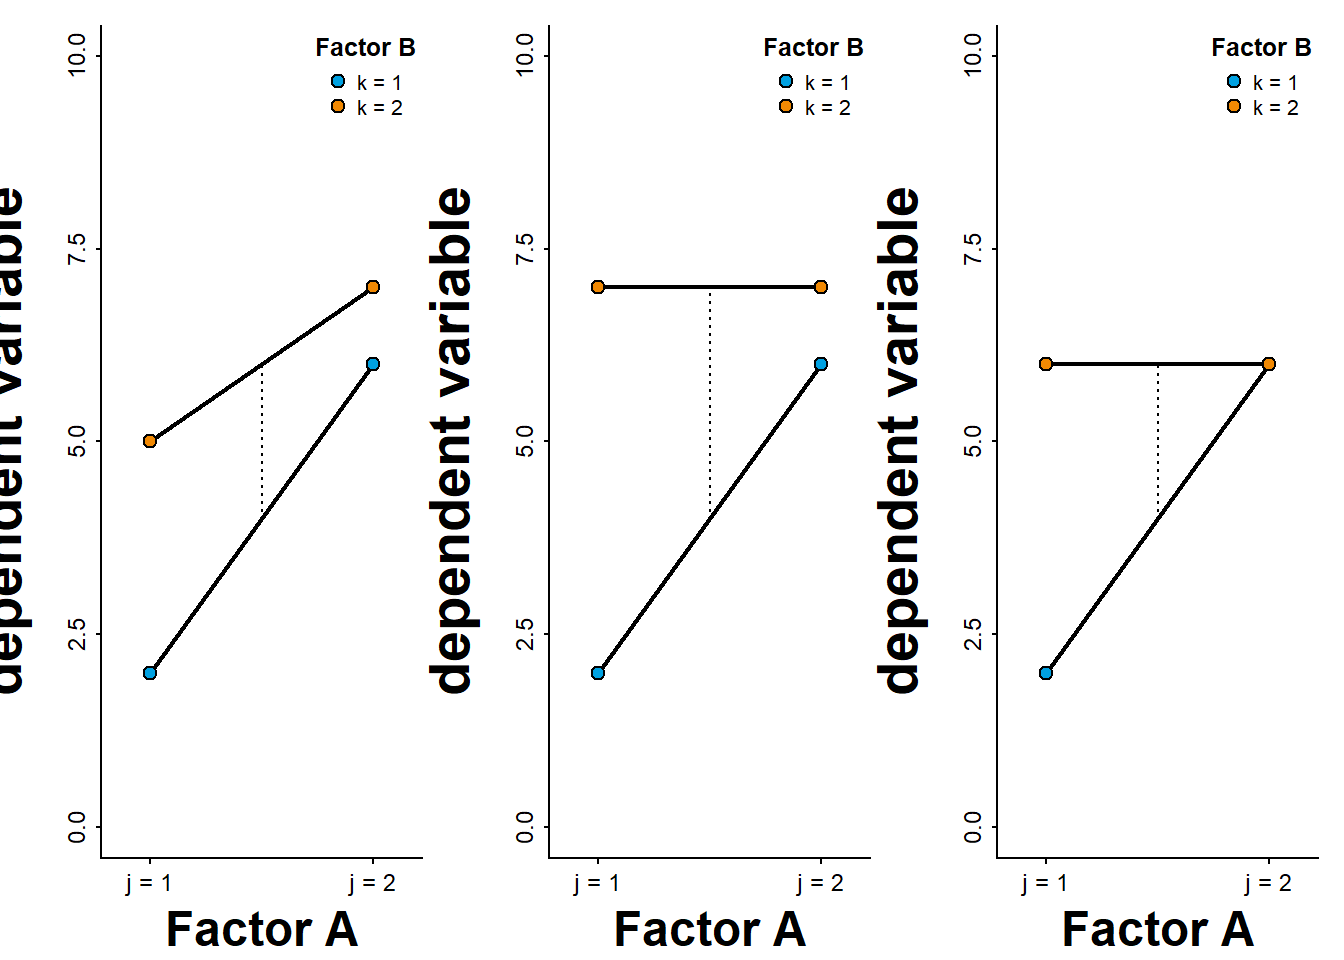 dependent variable
10.0
7.5
5.0
2.5
0.0
Factor B
k = 1
k = 2
j = 1
j = 2
Factor A
dependent variable
10.0
7.5
5.0
2.5
0.0
Factor B
k = 1
k = 2
j = 1
j = 2
Factor A
dependent variable
10.0
7.5
5.0
2.5
0.0
Factor B
k = 1
k = 2
j = 1
j = 2
Factor A